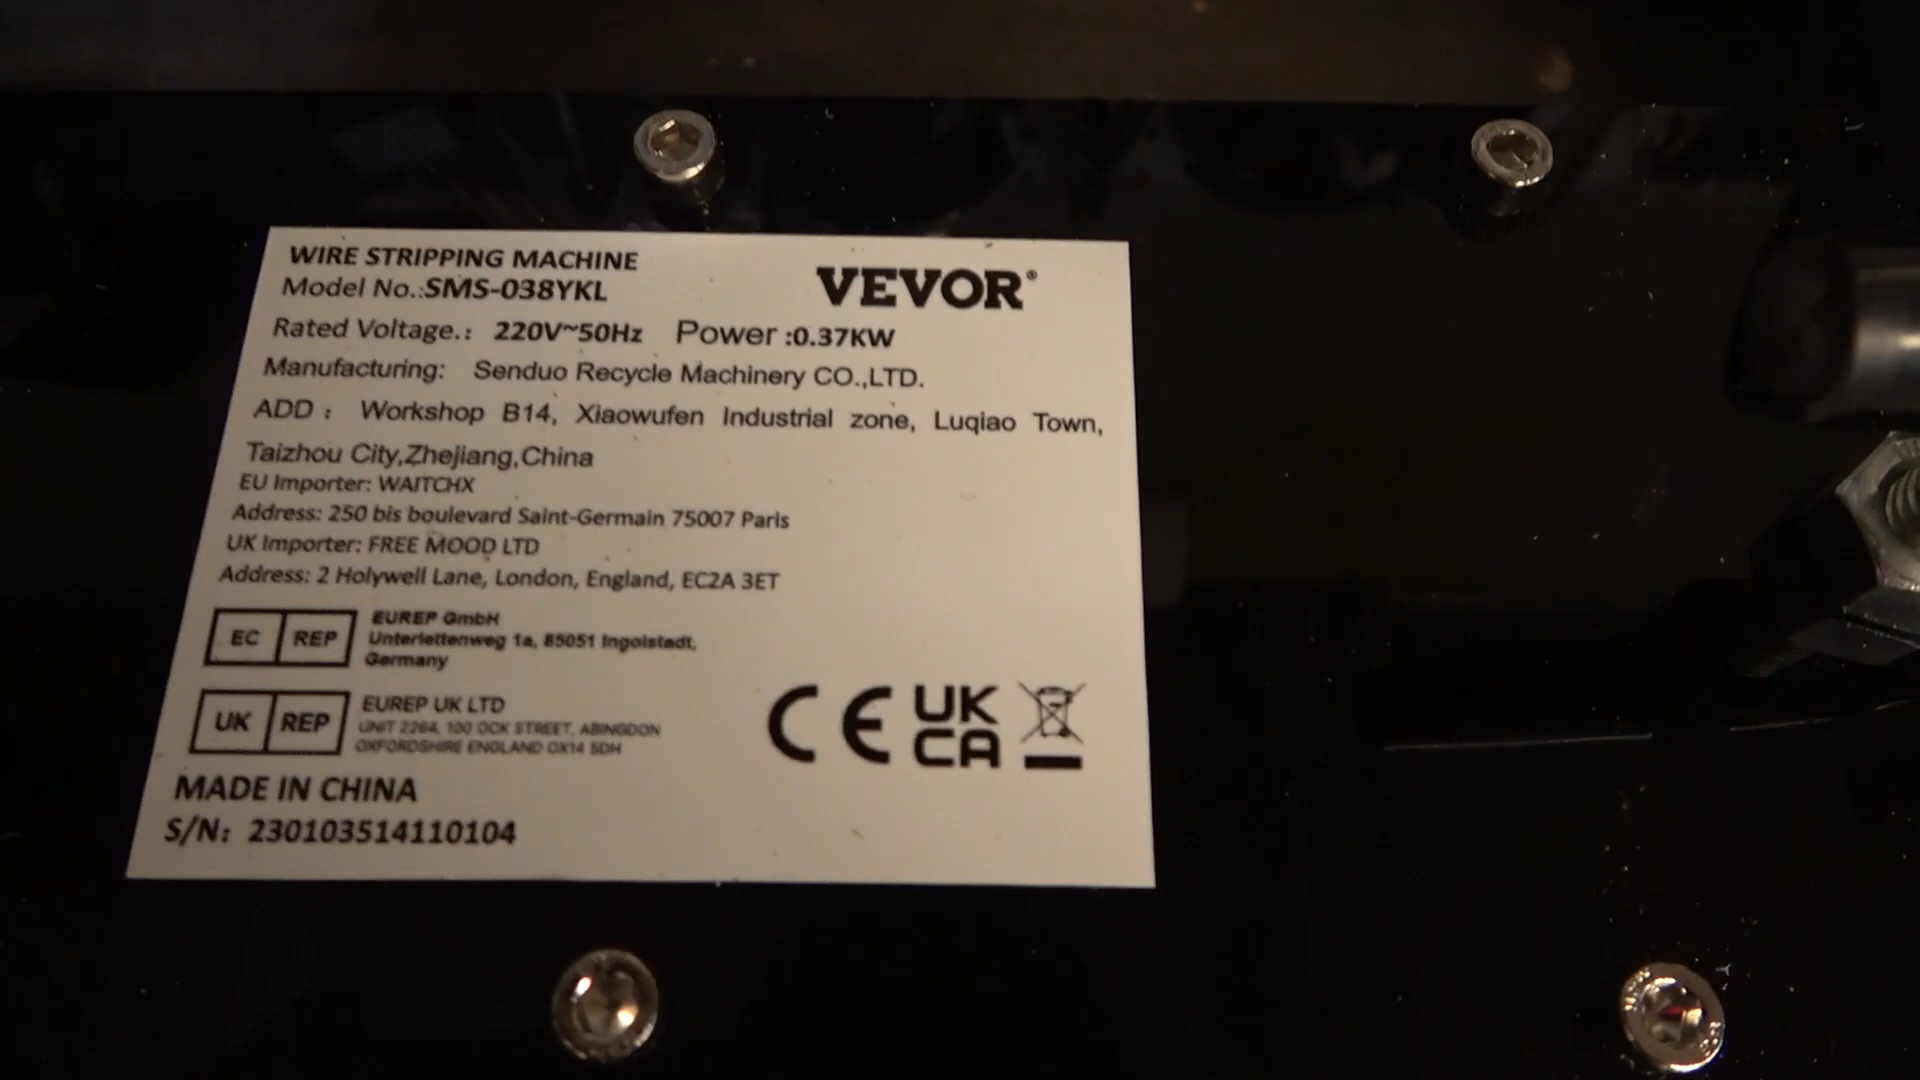 WIRE STRIPPING MACHINE
VEVOR®
Model No.:SMS-038YKL
Rated Voltage.: 220V~50Hz Power :0.37KW
Manufacturing: Senduo Recycle Machinery CO.,LTD.
ADD : Workshop B14, Xiaowufen Industrial zone, Luqiao Town,
Taizhou City,Zhejiang,China
EU Importer: WAITCHX
Address: 250 bis boulevard Saint-Germain 75007 Paris
UK Importer: FREE MOOD LTD
Address: 2 Holywell Lane, London, England, EC2A 3ET
EC REP
EUREP GmbH
Unterlettenweg 1a, 85051 Ingolstadt,
Germany
UK REP
EUREP UK LTD
UNIT 2264, 100 OCK STREET, ABINGDON
OXFORDSHIRE ENGLAND OX14 5DH
CE
UK
CA
MADE IN CHINA
S/N: 230103514110104